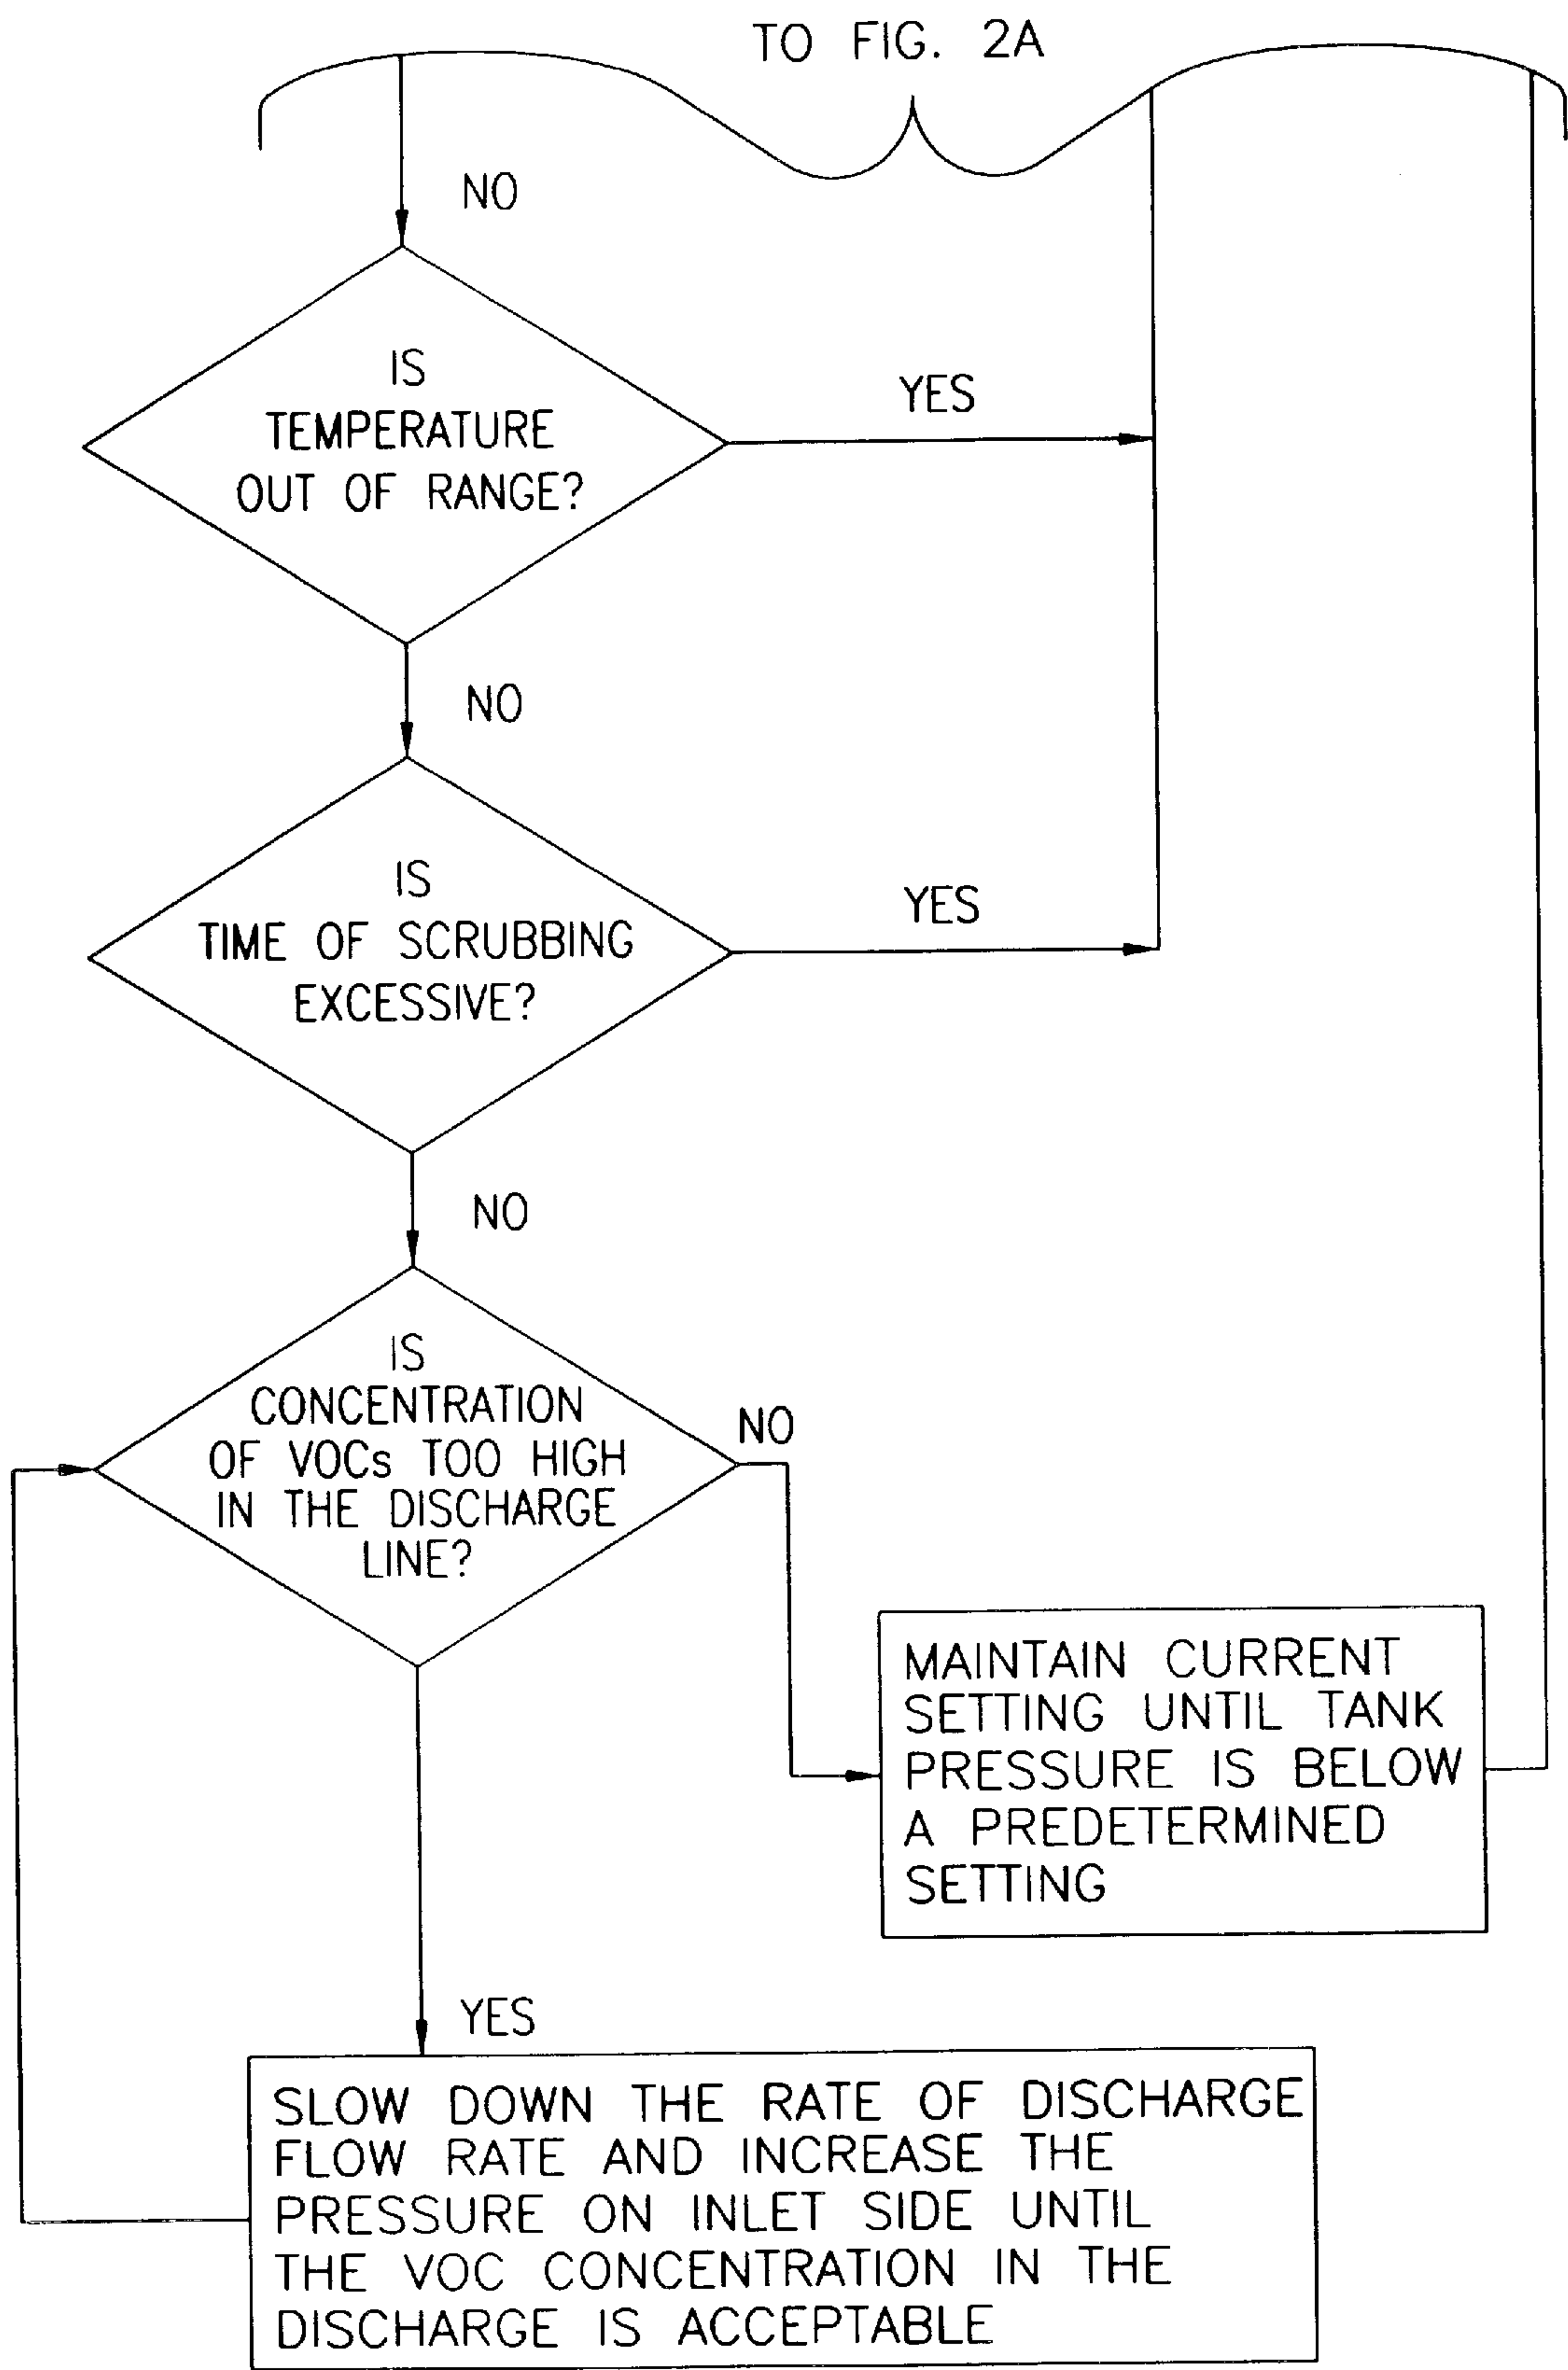 TO FIG. 2A
NO
IS
TEMPERATURE
OUT OF RANGE?
YES
NO
IS
TIME OF SCRUBBING
EXCESSIVE?
YES
NO
IS
CONCENTRATION
OF VOCs TOO HIGH
IN THE DISCHARGE
LINE?
NO
MAINTAIN CURRENT
SETTING UNTIL TANK
PRESSURE IS BELOW
A PREDETERMINED
SETTING
YES
SLOW DOWN THE RATE OF DISCHARGE
FLOW RATE AND INCREASE THE
PRESSURE ON INLET SIDE UNTIL
THE VOC CONCENTRATION IN THE
DISCHARGE IS ACCEPTABLE